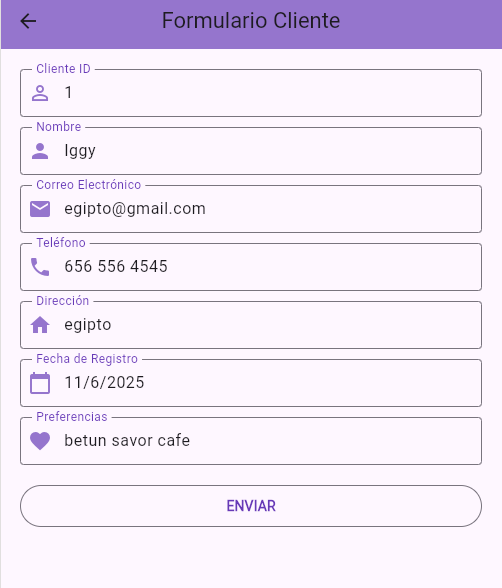 Formulario Cliente
Cliente ID
1
Nombre
Iggy
Correo Electrónico
egipto@gmail.com
Teléfono
656 556 4545
Dirección
egipto
Fecha de Registro
11/6/2025
Preferencias
betun savor cafe
ENVIAR